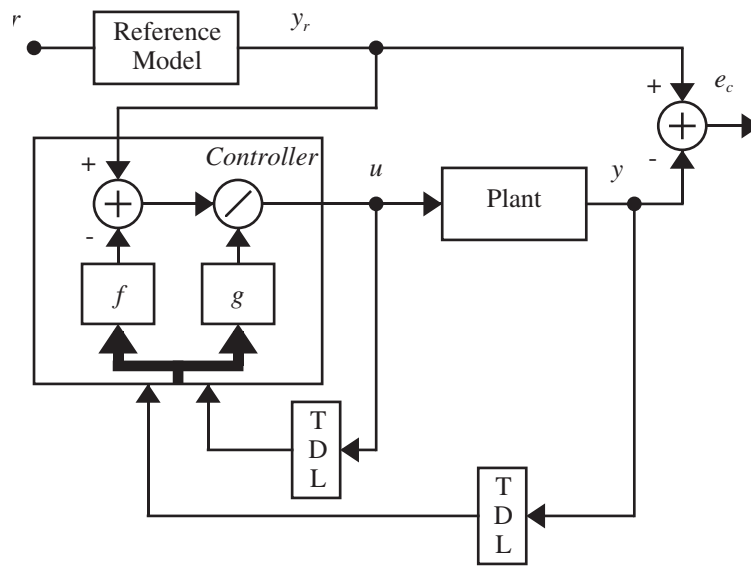 r
Reference
Model
y_r
+
e_c
+
-
Controller
+
-
u
Plant
y
f
g
T
D
L
T
D
L